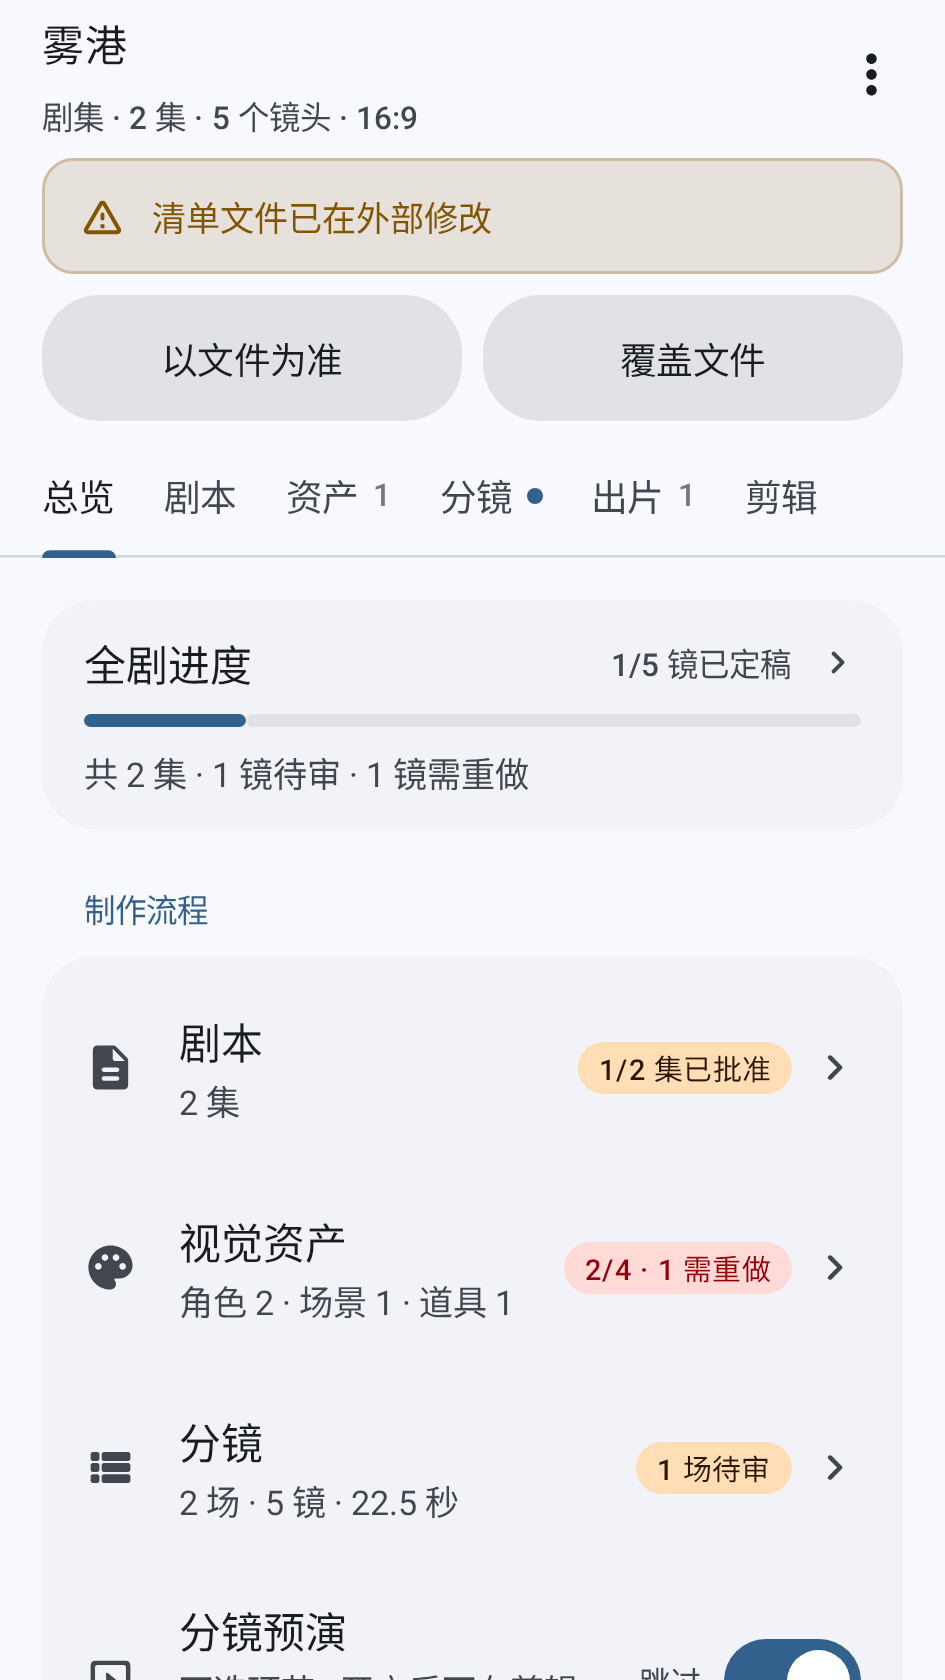 雾港
剧集 · 2 集 · 5 个镜头 · 16:9
清单文件已在外部修改
以文件为准 覆盖文件
总览 剧本 资产 1 分镜 出片 1 剪辑
全剧进度 1/5 镜已定稿
共 2 集 · 1 镜待审 · 1 镜需重做
制作流程
剧本
1/2 集已批准
2 集
视觉资产
2/4 · 1 需重做
角色 2 · 场景 1 · 道具 1
分镜
1 场待审
2 场 · 5 镜 · 22.5 秒
分镜预演